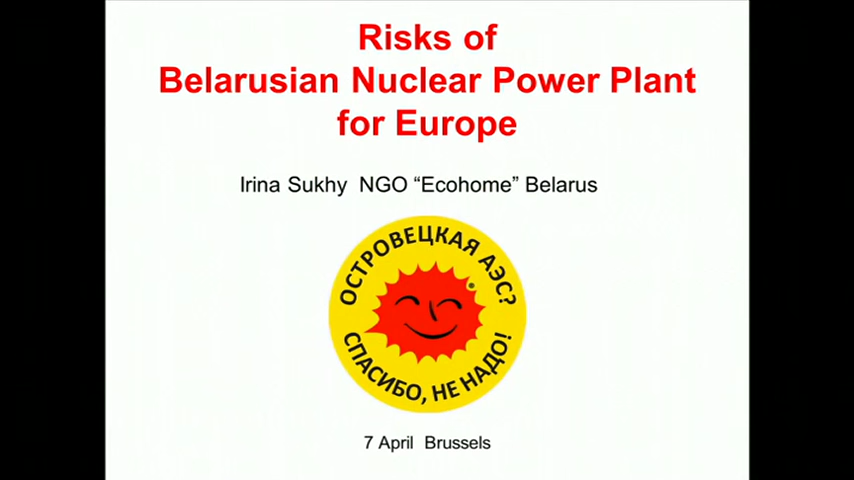 Risks of
Belarusian Nuclear Power Plant
for Europe
Irina Sukhy  NGO “Ecohome” Belarus
ОСТРОВЕЦКАЯ АЭС?
СПАСИБО, НЕ НАДО!
7 April  Brussels